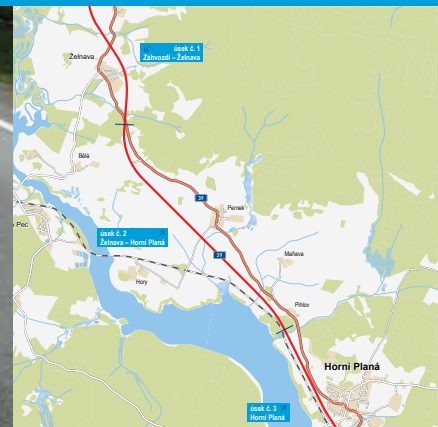 úsek č. 1
Záhvozdí – Želnava
Želnava
Bělá
39
Pernek
úsek č. 2
Želnava – Horní Planá
39
Maňava
Pec
Hory
Pihlov
Horní Planá
úsek č. 3
Horní Planá